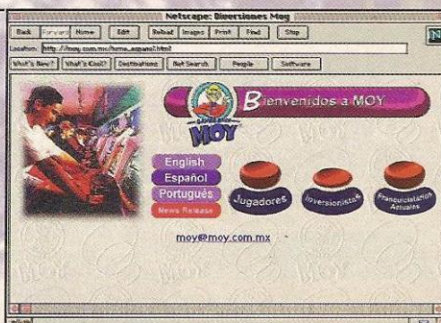 Netscape: Diversiones Moy
Back Forward Home Edit Reload Images Print Find Stop
Location: http://moy.com.mx/home_espanol.html
What's New? What's Cool? Destinations Net Search People Software
Bienvenidos a MOY
MOY
English
Español
Português
News Release
Jugadores
Inversionistas
Franquiciatarios
Actuales
moy@moy.com.mx